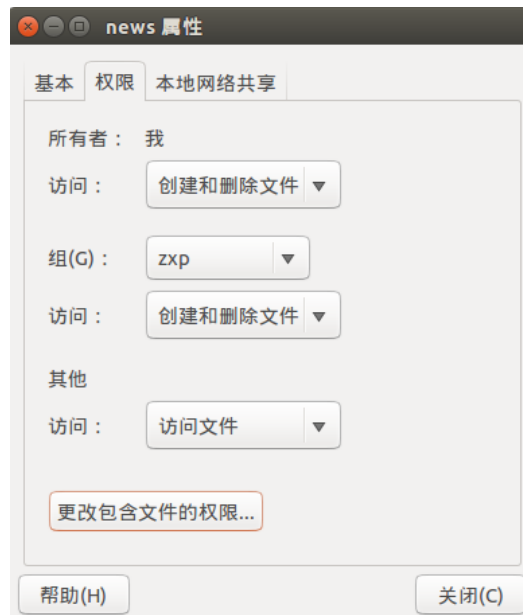 news 属性
基本 权限 本地网络共享
所有者： 我
访问： 创建和删除文件
组(G)： zxp
访问： 创建和删除文件
其他
访问： 访问文件
更改包含文件的权限...
帮助(H) 关闭(C)